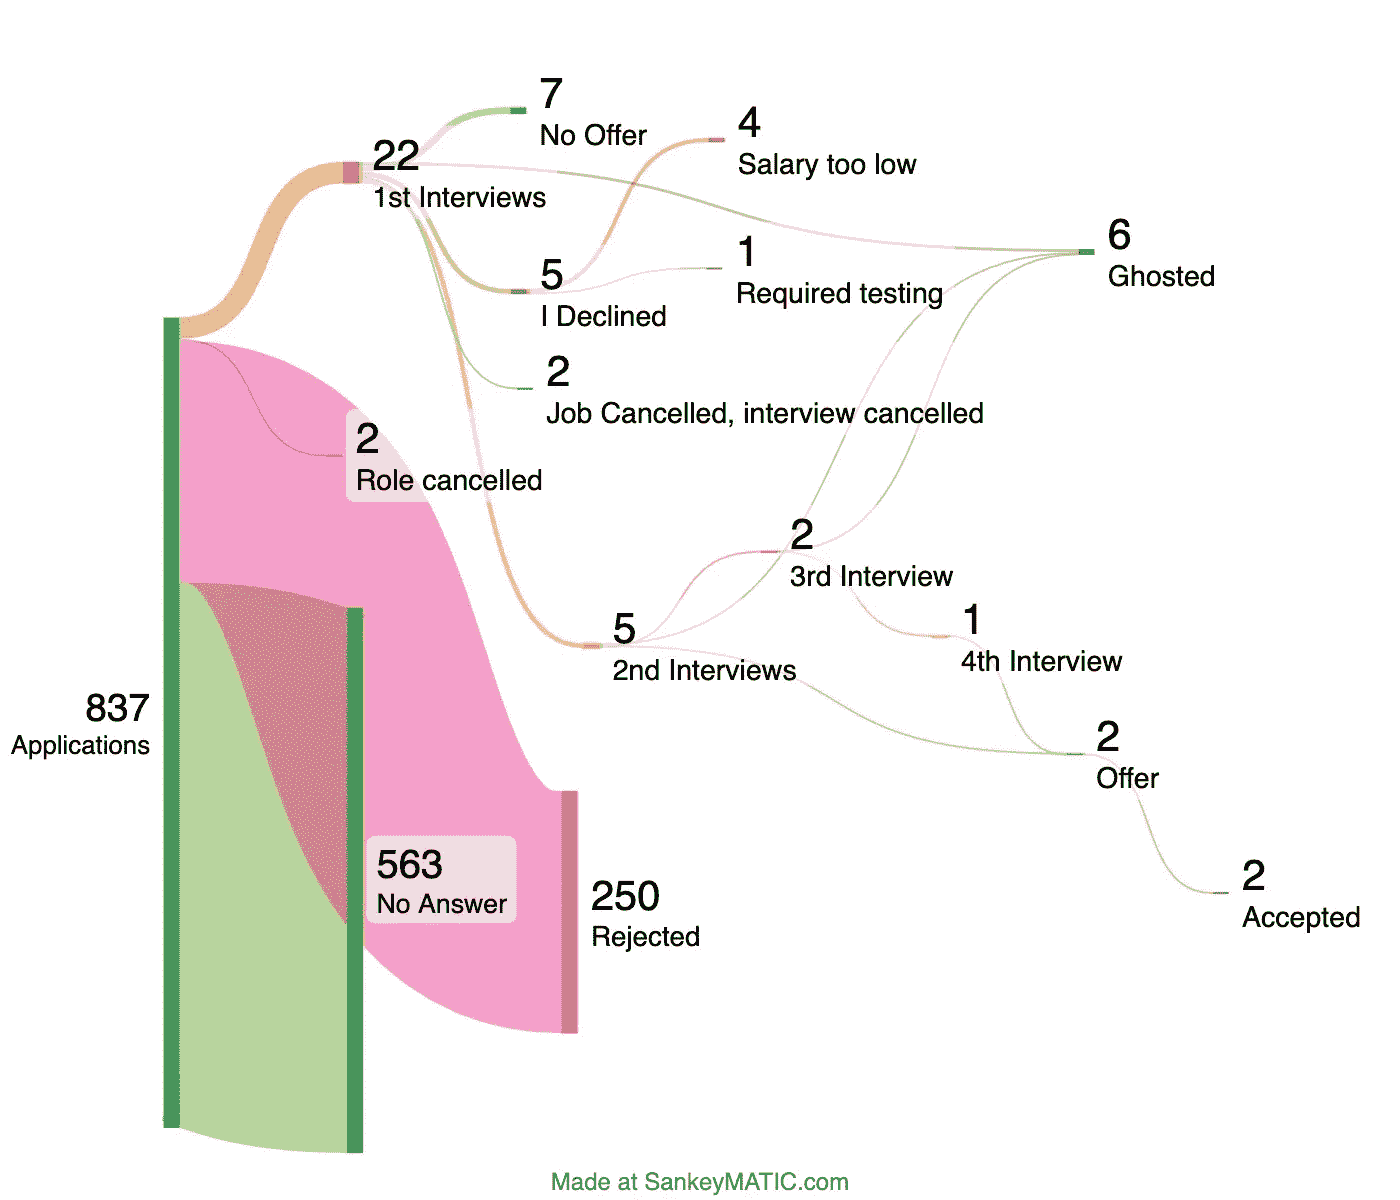 7
No Offer
4
Salary too low
22
1st Interviews
6
Ghosted
1
Required testing
5
I Declined
2
Job Cancelled, interview cancelled
2
Role cancelled
2
3rd Interview
5
2nd Interviews
1
4th Interview
837
Applications
2
Offer
563
No Answer
250
Rejected
2
Accepted
Made at SankeyMATIC.com